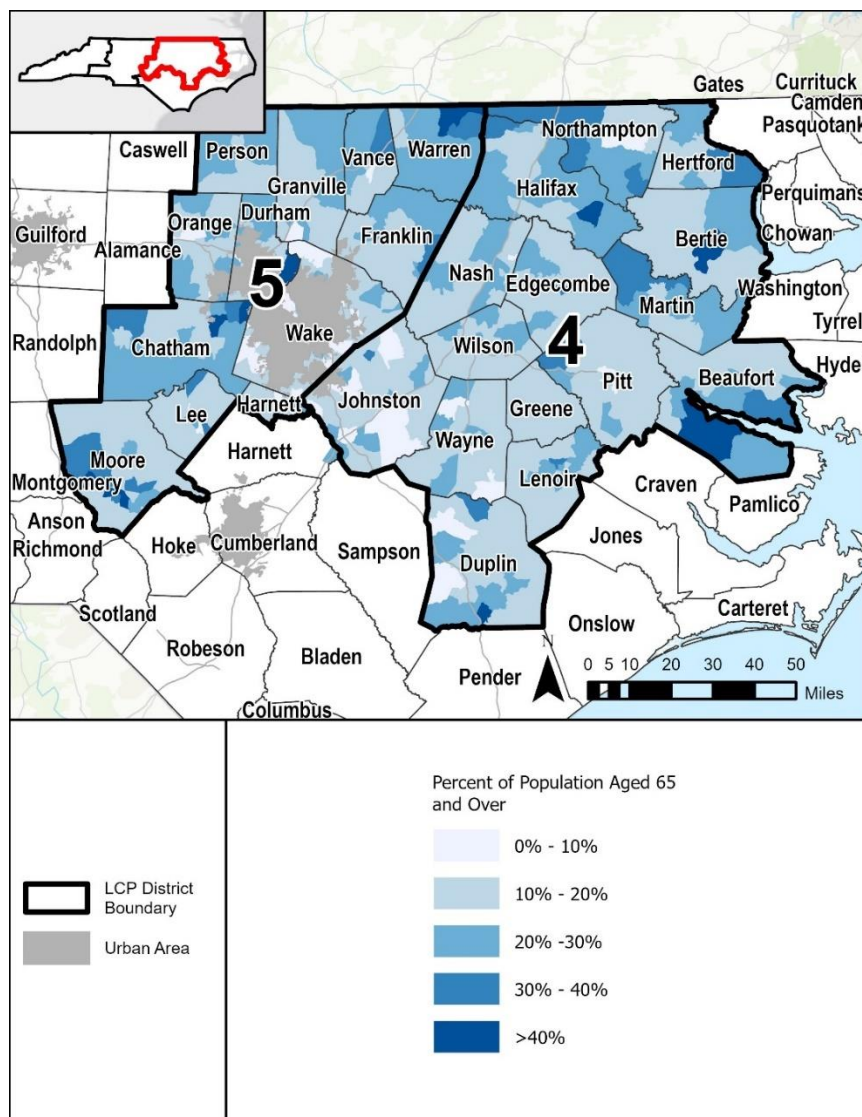 Gates
Currituck
Camden
Pasquotank
Caswell
Person
Vance
Warren
Northampton
Hertford
Granville
Halifax
Perquimans
Orange
Durham
Guilford
Alamance
Franklin
Bertie
Chowan
Nash
Edgecombe
5
Washington
Martin
Randolph
Wake
Tyrrel
Chatham
Wilson
4
Hyde
Pitt
Beaufort
Lee
Harnett
Johnston
Greene
Moore
Harnett
Wayne
Lenoir
Montgomery
Craven
Pamlico
Anson
Richmond
Hoke
Cumberland
Sampson
Jones
Duplin
Scotland
Carteret
Onslow
Robeson
Bladen
Pender
N
0 5 10 20 30 40 50
Miles
Columbus
Percent of Population Aged 65
and Over
0% - 10%
10% - 20%
20% -30%
30% - 40%
>40%
LCP District
Boundary
Urban Area